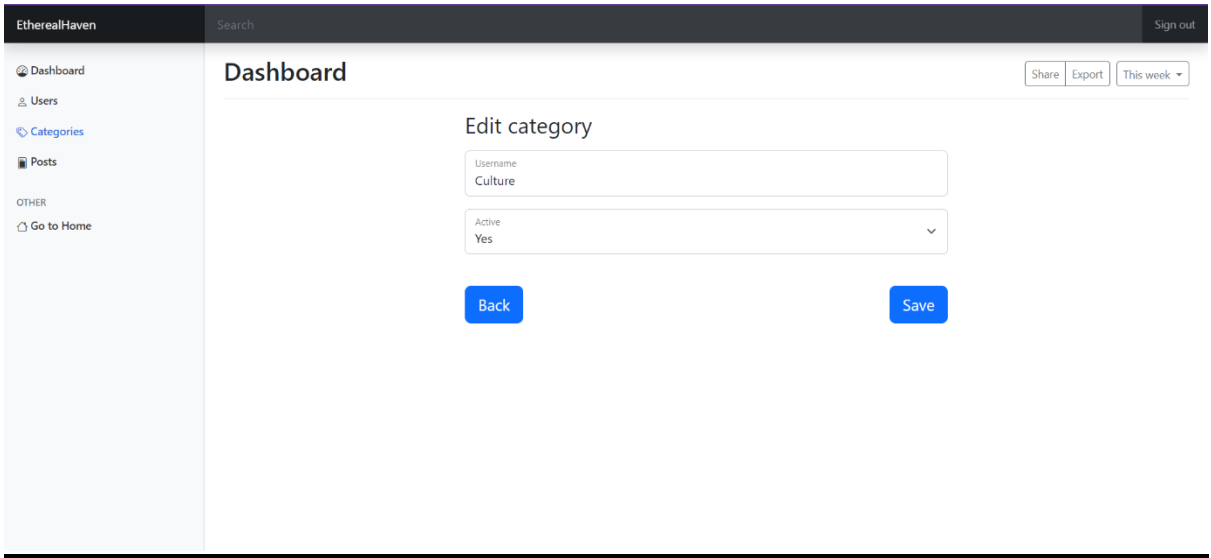 EtherealHaven
Search
Sign out
Dashboard
Users
Categories
Posts
OTHER
Go to Home
Dashboard
Share Export This week
Edit category
Username
Culture
Active
Yes
Back Save